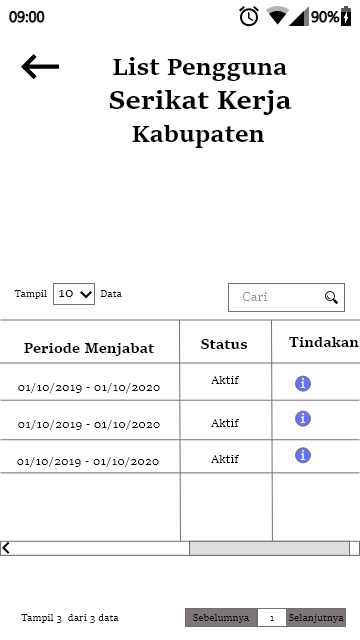 09:00 90%
List Pengguna
Serikat Kerja
Kabupaten
Tampil 10 Data Cari
Periode Menjabat Status Tindakan
01/10/2019 - 01/10/2020 Aktif i
01/10/2019 - 01/10/2020 Aktif i
01/10/2019 - 01/10/2020 Aktif i
Tampil 3 dari 3 data Sebelumnya 1 Selanjutnya